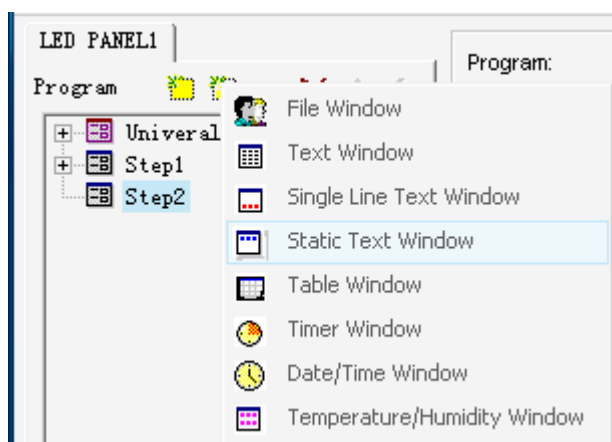 LED PANEL1
Program
Program:
Univeral
Step1
Step2
File Window
Text Window
Single Line Text Window
Static Text Window
Table Window
Timer Window
Date/Time Window
Temperature/Humidity Window